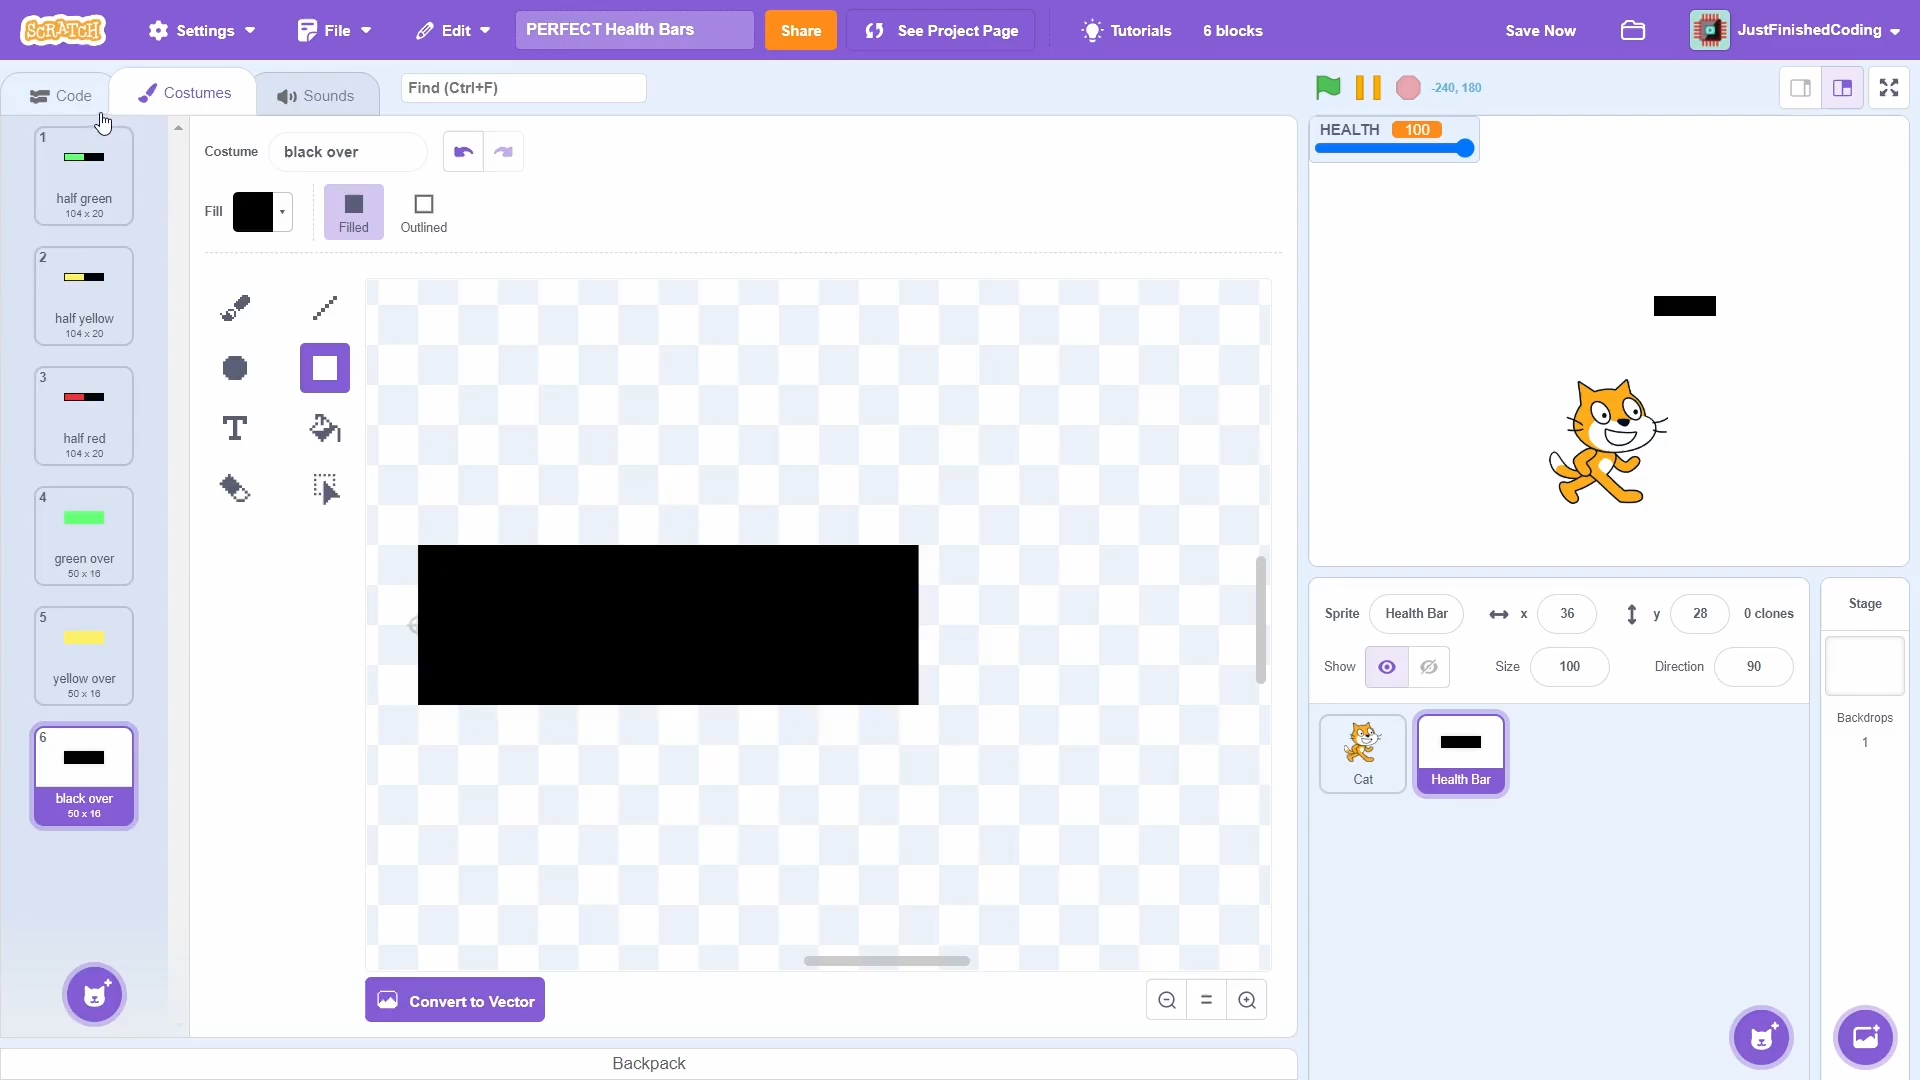 SCRATCH
Settings
File
Edit
PERFECT Health Bars
Share
See Project Page
Tutorials
6 blocks
Save Now
JustFinishedCoding
Code
Costumes
Sounds
Find (Ctrl+F)
-240, 180
HEALTH 100
1
half green
104 x 20
2
half yellow
104 x 20
3
half red
104 x 20
4
green over
50 x 16
5
yellow over
50 x 16
6
black over
50 x 16
Costume black over
Fill
Filled
Outlined
T
Convert to Vector
Backpack
Sprite Health Bar x 36 y 28 0 clones
Show Size 100 Direction 90
Cat
Health Bar
Stage
Backdrops
1